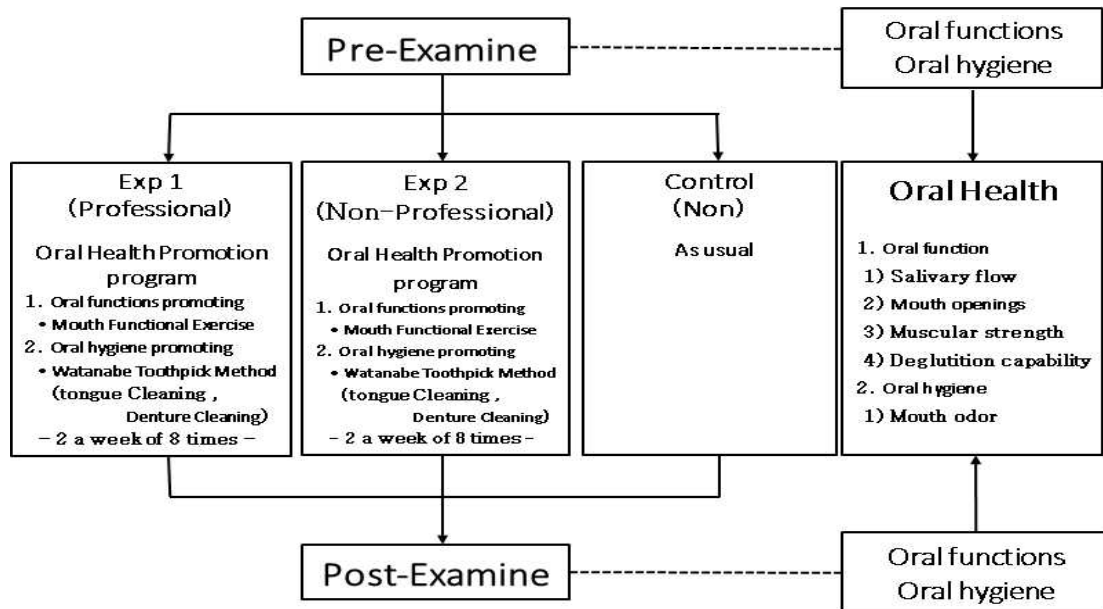 Pre-Examine
Oral functions
Oral hygiene
Exp 1
(Professional)
Oral Health Promotion
program
1. Oral functions promoting
• Mouth Functional Exercise
2. Oral hygiene promoting
• Watanabe Toothpick Method
(tongue Cleaning ,
Denture Cleaning)
- 2 a week of 8 times -
Exp 2
(Non-Professional)
Oral Health Promotion
program
1. Oral functions promoting
• Mouth Functional Exercise
2. Oral hygiene promoting
• Watanabe Toothpick Method
(tongue Cleaning ,
Denture Cleaning)
- 2 a week of 8 times -
Control
(Non)
As usual
Oral Health
1. Oral function
1) Salivary flow
2) Mouth openings
3) Muscular strength
4) Deglutition capability
2. Oral hygiene
1) Mouth odor
Post-Examine
Oral functions
Oral hygiene